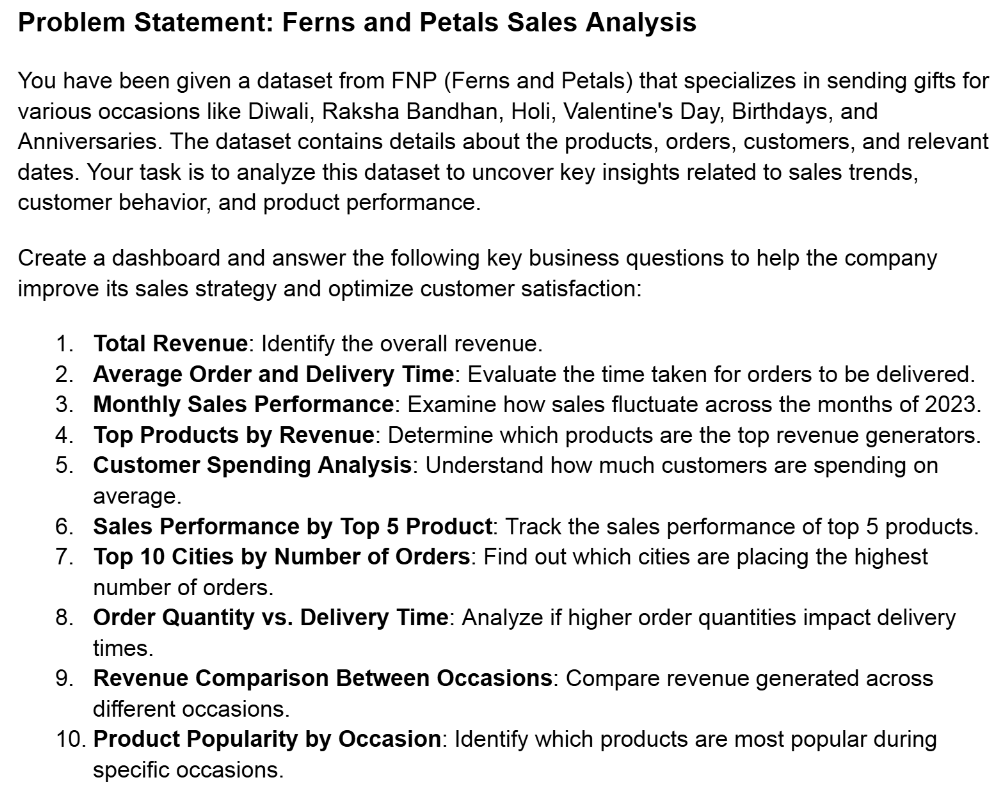 Problem Statement: Ferns and Petals Sales Analysis
You have been given a dataset from FNP (Ferns and Petals) that specializes in sending gifts for
various occasions like Diwali, Raksha Bandhan, Holi, Valentine's Day, Birthdays, and
Anniversaries. The dataset contains details about the products, orders, customers, and relevant
dates. Your task is to analyze this dataset to uncover key insights related to sales trends,
customer behavior, and product performance.
Create a dashboard and answer the following key business questions to help the company
improve its sales strategy and optimize customer satisfaction:
1. Total Revenue: Identify the overall revenue.
2. Average Order and Delivery Time: Evaluate the time taken for orders to be delivered.
3. Monthly Sales Performance: Examine how sales fluctuate across the months of 2023.
4. Top Products by Revenue: Determine which products are the top revenue generators.
5. Customer Spending Analysis: Understand how much customers are spending on
average.
6. Sales Performance by Top 5 Product: Track the sales performance of top 5 products.
7. Top 10 Cities by Number of Orders: Find out which cities are placing the highest
number of orders.
8. Order Quantity vs. Delivery Time: Analyze if higher order quantities impact delivery
times.
9. Revenue Comparison Between Occasions: Compare revenue generated across
different occasions.
10. Product Popularity by Occasion: Identify which products are most popular during
specific occasions.